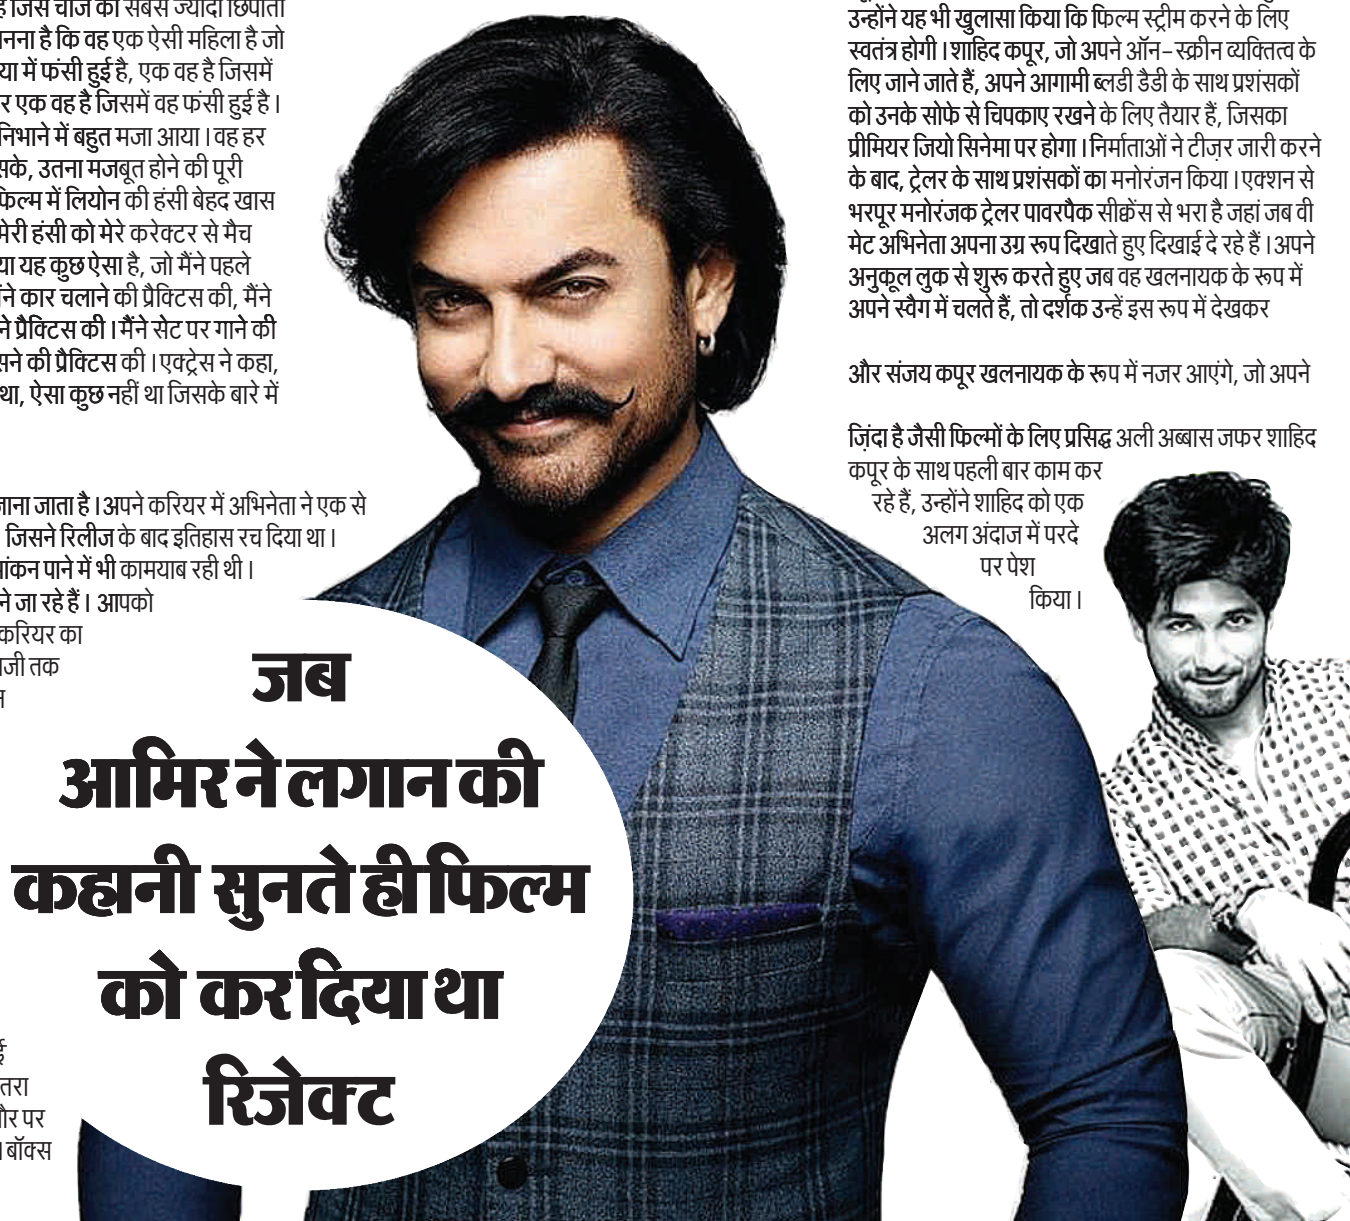 जिस चीज को सबसे ज्यादा छिपाती
है कि वह एक ऐसी महिला है जो
में फंसी हुई है, एक वह है जिसमें
एक वह है जिसमें वह फंसी हुई है।
निभाने में बहुत मजा आया। वह हर
सके, उतना मजबूत होने की पूरी
फिल्म में लियोन की हंसी बेहद खास
मेरी हंसी को मेरे करेक्टर से मैच
यह कुछ ऐसा है, जो मैंने पहले
कार चलाने की प्रैक्टिस की, मैंने
प्रैक्टिस की। मैंने सेट पर गाने की
की प्रैक्टिस की। एक्ट्रेस ने कहा,
था, ऐसा कुछ नहीं था जिसके बारे में
जाना जाता है। अपने करियर में अभिनेता ने एक से
जिसने रिलीज के बाद इतिहास रच दिया था।
पाने में भी कामयाब रही थी।
जा रहे हैं। आपको
करियर का
तक
जब
आमिर ने लगान की
कहानी सुनते ही फिल्म
को कर दिया था
रिजेक्ट
पर
बॉक्स
उन्होंने यह भी खुलासा किया कि फिल्म स्ट्रीम करने के लिए
स्वतंत्र होगी। शाहिद कपूर, जो अपने ऑन-स्क्रीन व्यक्तित्व के
लिए जाने जाते हैं, अपने आगामी ब्लडी डैडी के साथ प्रशंसकों
को उनके सोफे से चिपकाए रखने के लिए तैयार हैं, जिसका
प्रीमियर जियो सिनेमा पर होगा। निर्माताओं ने टीज़र जारी करने
के बाद, ट्रेलर के साथ प्रशंसकों का मनोरंजन किया। एक्शन से
भरपूर मनोरंजक ट्रेलर पावरपैक सीक्वेंस से भरा है जहां जब वी
मेट अभिनेता अपना उग्र रूप दिखाते हुए दिखाई दे रहे हैं। अपने
अनुकूल लुक से शुरू करते हुए जब वह खलनायक के रूप में
अपने स्वैग में चलते हैं, तो दर्शक उन्हें इस रूप में देखकर
और संजय कपूर खलनायक के रूप में नजर आएंगे, जो अपने
ज़िंदा है जैसी फिल्मों के लिए प्रसिद्ध अली अब्बास जफर शाहिद
कपूर के साथ पहली बार काम कर
रहे हैं, उन्होंने शाहिद को एक
अलग अंदाज में परदे
पर पेश
किया।